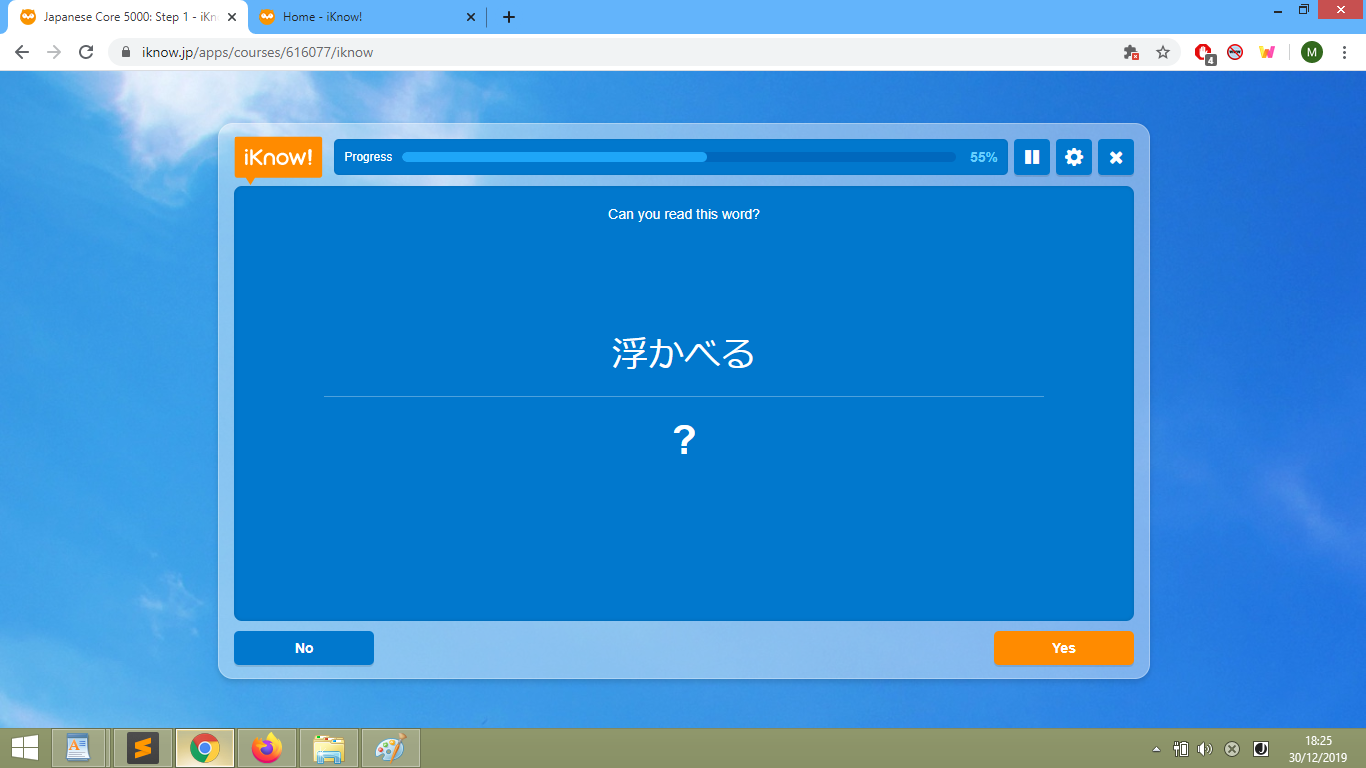 Japanese Core 5000: Step 1 - iKn
Home - iKnow!
iknow.jp/apps/courses/616077/iknow
4
M
iKnow!
Progress
55%
Can you read this word?
浮かべる
?
No
Yes
18:25
30/12/2019